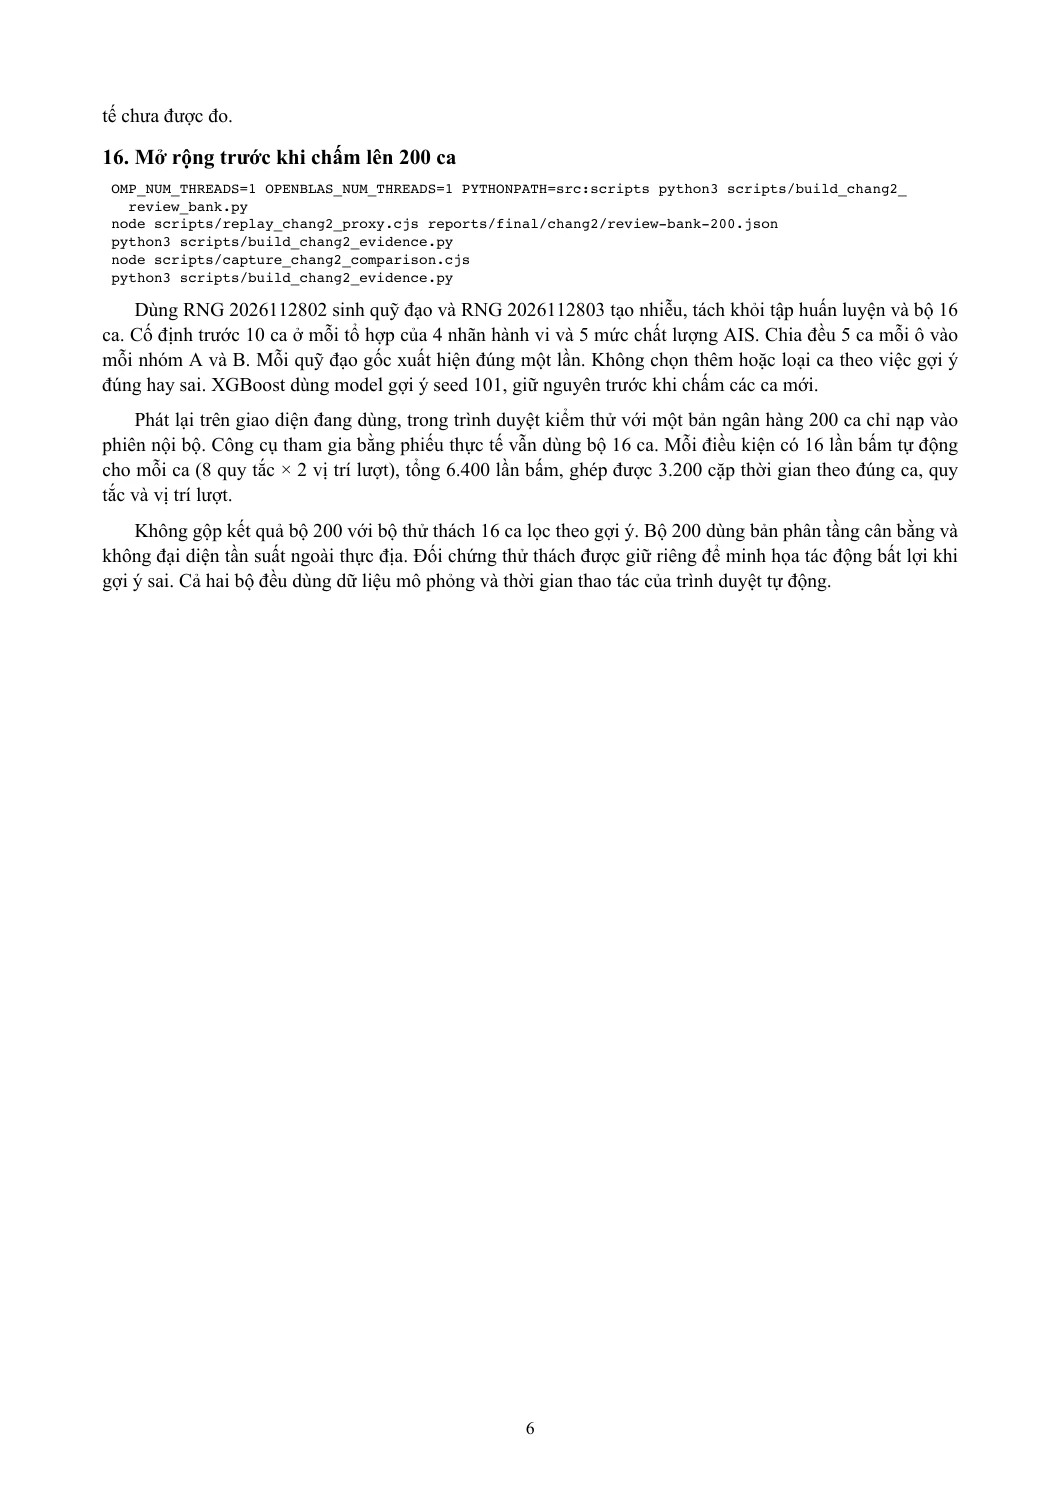 tế chưa được đo.
16. Mở rộng trước khi chấm lên 200 ca
OMP_NUM_THREADS=1 OPENBLAS_NUM_THREADS=1 PYTHONPATH=src:scripts python3 scripts/build_chang2_
review_bank.py
node scripts/replay_chang2_proxy.cjs reports/final/chang2/review-bank-200.json
python3 scripts/build_chang2_evidence.py
node scripts/capture_chang2_comparison.cjs
python3 scripts/build_chang2_evidence.py
Dùng RNG 2026112802 sinh quỹ đạo và RNG 2026112803 tạo nhiễu, tách khỏi tập huấn luyện và bộ 16
ca. Cố định trước 10 ca ở mỗi tổ hợp của 4 nhãn hành vi và 5 mức chất lượng AIS. Chia đều 5 ca mỗi ô vào
mỗi nhóm A và B. Mỗi quỹ đạo gốc xuất hiện đúng một lần. Không chọn thêm hoặc loại ca theo việc gợi ý
đúng hay sai. XGBoost dùng model gợi ý seed 101, giữ nguyên trước khi chấm các ca mới.
Phát lại trên giao diện đang dùng, trong trình duyệt kiểm thử với một bản ngân hàng 200 ca chỉ nạp vào
phiên nội bộ. Công cụ tham gia bằng phiếu thực tế vẫn dùng bộ 16 ca. Mỗi điều kiện có 16 lần bấm tự động
cho mỗi ca (8 quy tắc × 2 vị trí lượt), tổng 6.400 lần bấm, ghép được 3.200 cặp thời gian theo đúng ca, quy
tắc và vị trí lượt.
Không gộp kết quả bộ 200 với bộ thử thách 16 ca lọc theo gợi ý. Bộ 200 dùng bản phân tầng cân bằng và
không đại diện tần suất ngoài thực địa. Đối chứng thử thách được giữ riêng để minh họa tác động bất lợi khi
gợi ý sai. Cả hai bộ đều dùng dữ liệu mô phỏng và thời gian thao tác của trình duyệt tự động.
6